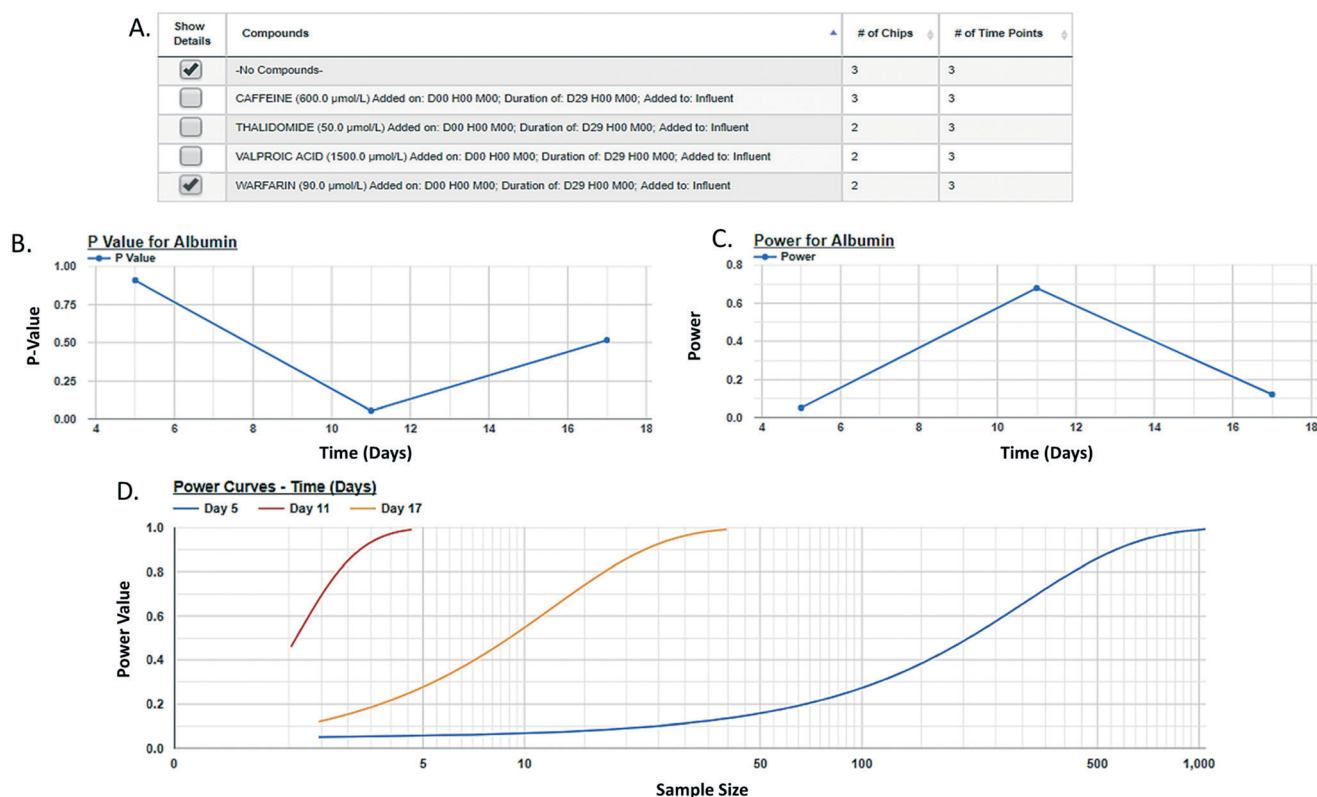 A.
Show Details Compounds # of Chips # of Time Points
-No Compounds- 3 3
CAFFEINE (600.0 µmol/L) Added on: D00 H00 M00; Duration of: D29 H00 M00; Added to: Influent 3 3
THALIDOMIDE (50.0 µmol/L) Added on: D00 H00 M00; Duration of: D29 H00 M00; Added to: Influent 2 3
VALPROIC ACID (1500.0 µmol/L) Added on: D00 H00 M00; Duration of: D29 H00 M00; Added to: Influent 2 3
WARFARIN (90.0 µmol/L) Added on: D00 H00 M00; Duration of: D29 H00 M00; Added to: Influent 2 3
B.
P Value for Albumin
P Value
1.00
0.75
0.50
0.25
0.00
P-Value
4 6 8 10 12 14 16 18
Time (Days)
C.
Power for Albumin
Power
0.8
0.6
0.4
0.2
0.0
Power
4 6 8 10 12 14 16 18
Time (Days)
D.
Power Curves - Time (Days)
Day 5 Day 11 Day 17
1.0
0.8
0.6
0.4
0.2
0.0
Power Value
0 5 10 50 100 500 1,000
Sample Size